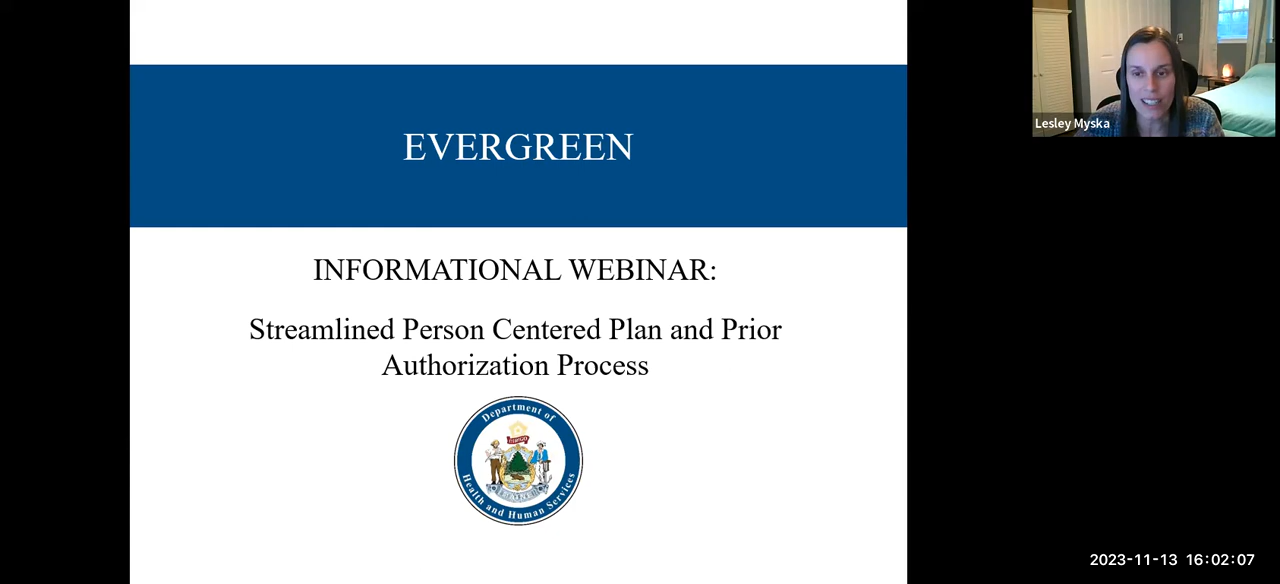 EVERGREEN
Lesley Myska
INFORMATIONAL WEBINAR:
Streamlined Person Centered Plan and Prior
Authorization Process
Department of
Health and Human Services
DIRIGO
2023-11-13 16:02:07